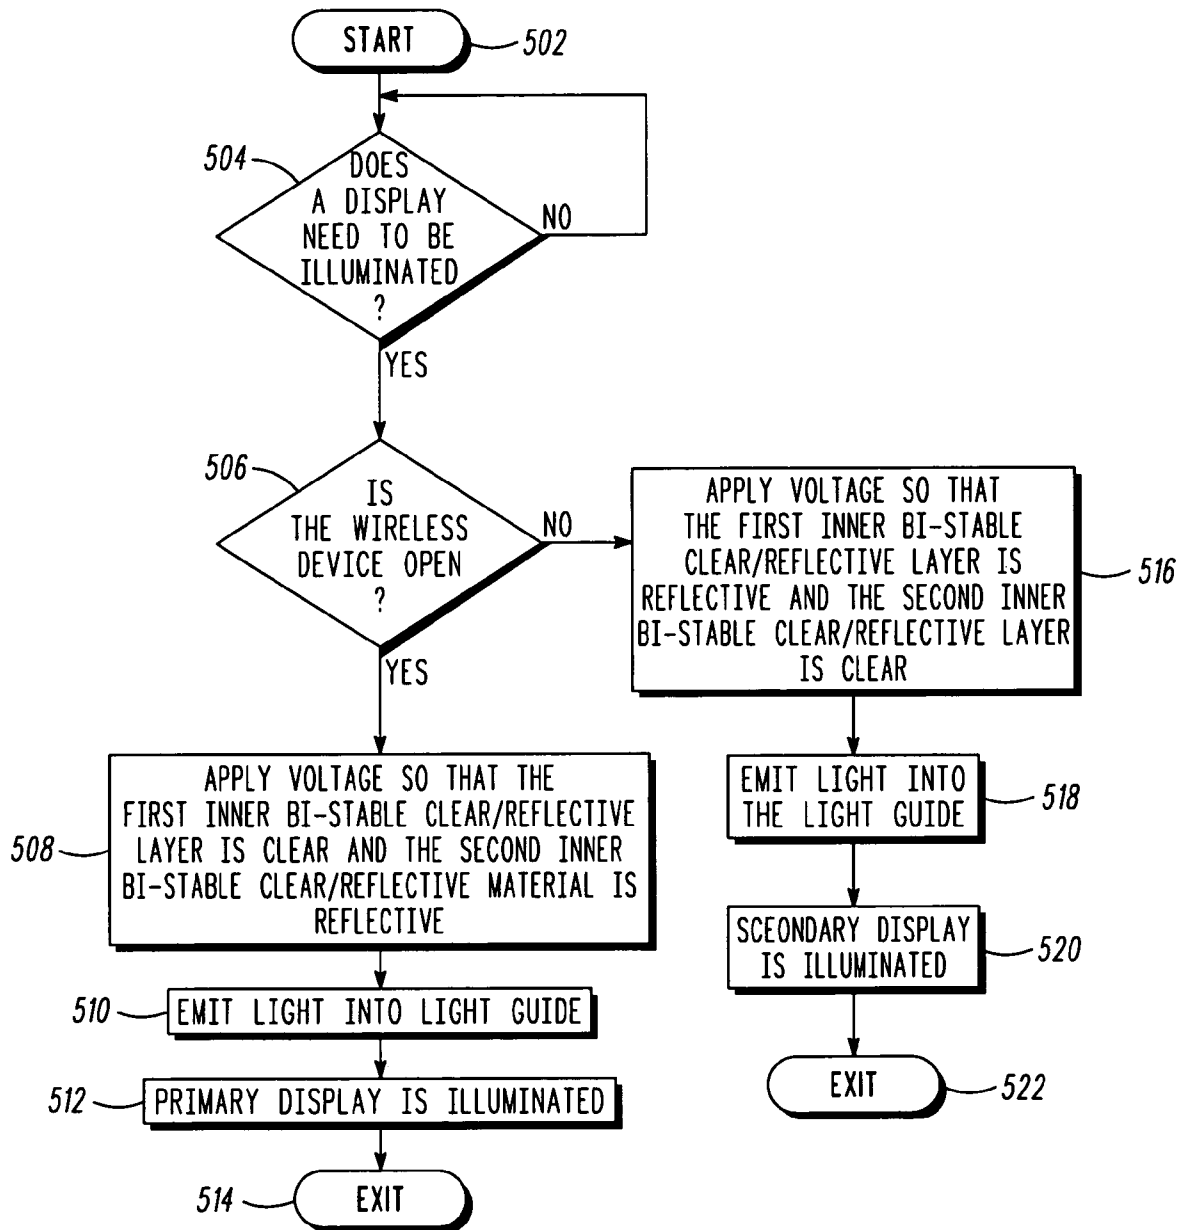 START
502
504
DOES
A DISPLAY
NEED TO BE
ILLUMINATED
?
NO
YES
506
IS
THE WIRELESS
DEVICE OPEN
?
NO
YES
APPLY VOLTAGE SO THAT
THE FIRST INNER BI-STABLE
CLEAR/REFLECTIVE LAYER IS
REFLECTIVE AND THE SECOND INNER
BI-STABLE CLEAR/REFLECTIVE LAYER
IS CLEAR
516
EMIT LIGHT INTO
THE LIGHT GUIDE
518
SCEONDARY DISPLAY
IS ILLUMINATED
520
EXIT
522
508
APPLY VOLTAGE SO THAT THE
FIRST INNER BI-STABLE CLEAR/REFLECTIVE
LAYER IS CLEAR AND THE SECOND INNER
BI-STABLE CLEAR/REFLECTIVE MATERIAL IS
REFLECTIVE
510
EMIT LIGHT INTO LIGHT GUIDE
512
PRIMARY DISPLAY IS ILLUMINATED
514
EXIT